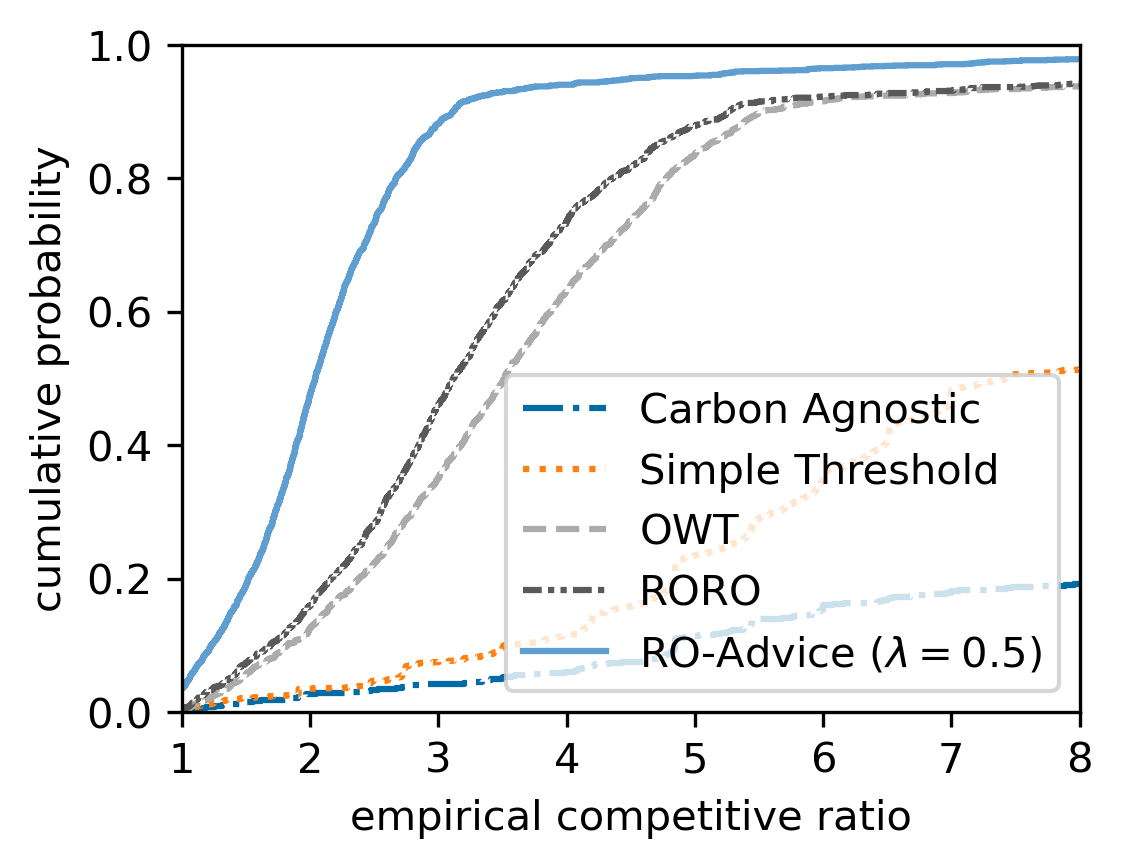 1.0
0.8
0.6
0.4
0.2
0.0
cumulative probability
Carbon Agnostic
Simple Threshold
OWT
RORO
RO-Advice (λ = 0.5)
1 2 3 4 5 6 7 8
empirical competitive ratio